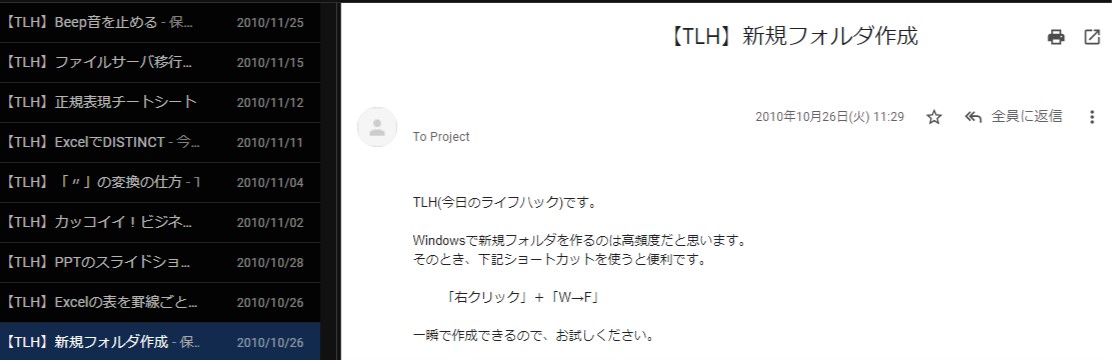 【TLH】Beep音を止める - 保... 2010/11/25
【TLH】ファイルサーバ移行... 2010/11/15
【TLH】正規表現チートシート 2010/11/12
【TLH】ExcelでDISTINCT - 今... 2010/11/11
【TLH】「〃」の変換の仕方 - 2010/11/04
【TLH】カッコイイ！ビジネ... 2010/11/02
【TLH】PPTのスライドショ... 2010/10/28
【TLH】Excelの表を罫線ごと... 2010/10/26
【TLH】新規フォルダ作成 - 保... 2010/10/26
【TLH】新規フォルダ作成
2010年10月26日(火) 11:29
全員に返信
To Project
TLH(今日のライフハック)です。
Windowsで新規フォルダを作るのは高頻度だと思います。
そのとき、下記ショートカットを使うと便利です。
「右クリック」＋「W→F」
一瞬で作成できるので、お試しください。